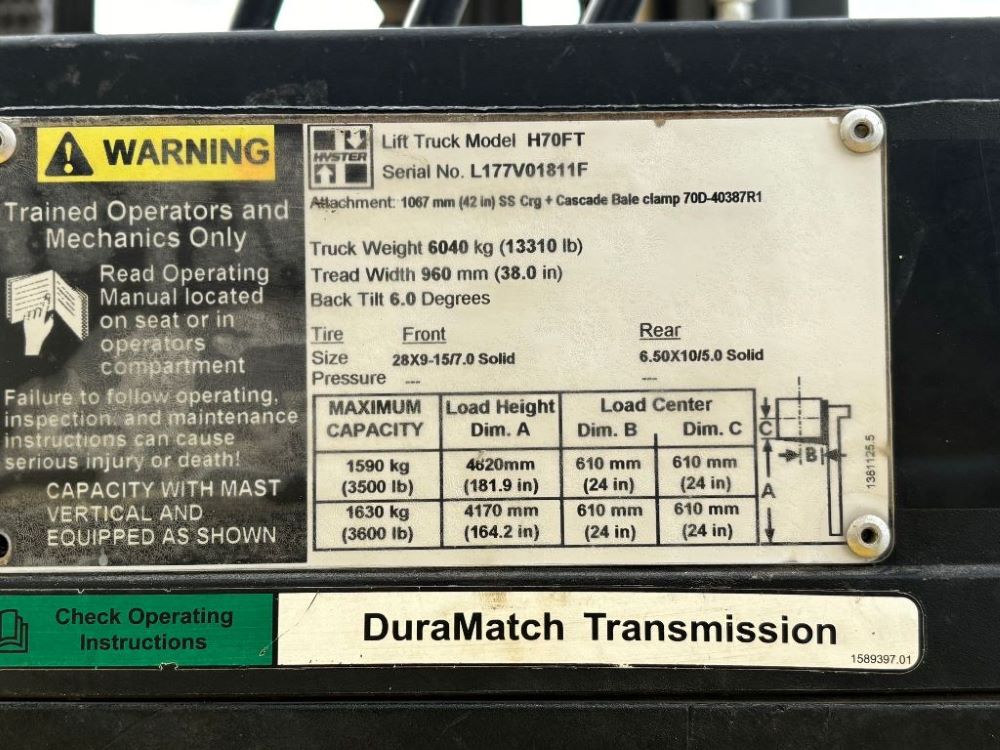 WARNING
Trained Operators and
Mechanics Only
Read Operating
Manual located
on seat or in
operators
compartment
Failure to follow operating,
inspection, and maintenance
instructions can cause
serious injury or death!
CAPACITY WITH MAST
VERTICAL AND
EQUIPPED AS SHOWN
HYSTER
Lift Truck Model H70FT
Serial No. L177V01811F
Attachment: 1067 mm (42 in) SS Crg + Cascade Bale clamp 70D-40387R1
Truck Weight 6040 kg (13310 lb)
Tread Width 960 mm (38.0 in)
Back Tilt 6.0 Degrees
Tire Front Rear
Size 28X9-15/7.0 Solid 6.50X10/5.0 Solid
Pressure --- ---
MAXIMUM Load Height Load Center
CAPACITY Dim. A Dim. B Dim. C
1590 kg 4620mm 610 mm 610 mm
(3500 lb) (181.9 in) (24 in) (24 in)
1630 kg 4170 mm 610 mm 610 mm
(3600 lb) (164.2 in) (24 in) (24 in)
C
B
A
1381125.5
Check Operating
Instructions
DuraMatch Transmission
1589397.01